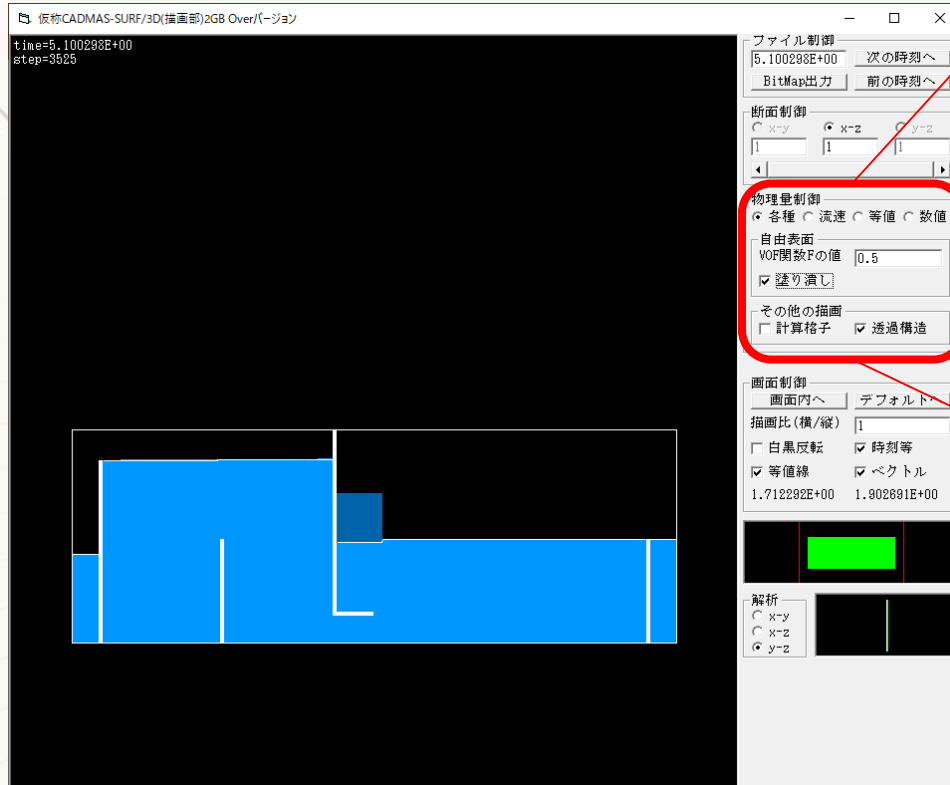 仮称CADMAS-SURF/3D(描画部)2GB Overバージョン
time=5.100298E+00
step=3525
ファイル制御
5.100298E+00 次の時刻へ
BitMap出力 前の時刻へ
断面制御
x-y x-z y-z
1 1 1
物理量制御
各種 流速 等値 数値
自由表面
VOF関数Fの値 0.5
塗り潰し
その他の描画
計算格子 透過構造
画面制御
画面内へ デフォルトへ
描画比(横/縦) 1
白黒反転 時刻等
等値線 ベクトル
1.712292E+00 1.902691E+00
解析
x-y
x-z
y-z